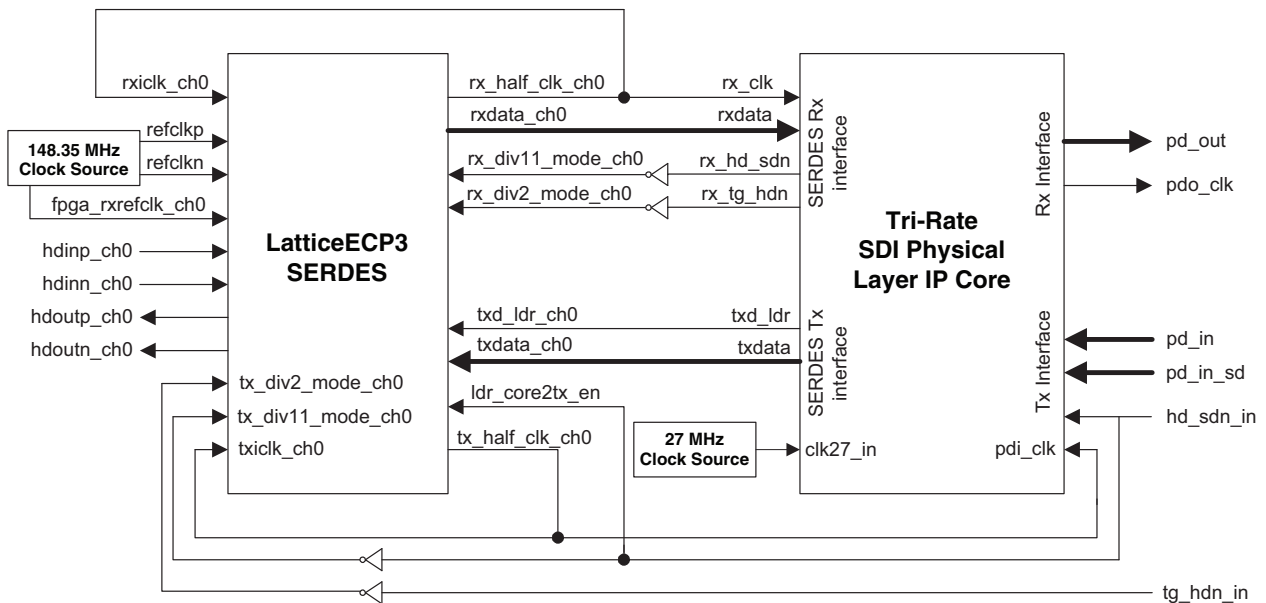 rxiclk_ch0
rx_half_clk_ch0
rx_clk
refclkp
rxdata_ch0
rxdata
148.35 MHz
Clock Source
refclkn
rx_div11_mode_ch0
rx_hd_sdn
fpga_rxrefclk_ch0
rx_div2_mode_ch0
rx_tg_hdn
SERDES Rx
interface
Rx Interface
pd_out
pdo_clk
hdinp_ch0
hdinn_ch0
hdoutp_ch0
hdoutn_ch0
LatticeECP3
SERDES
Tri-Rate
SDI Physical
Layer IP Core
txd_ldr_ch0
txd_ldr
txdata_ch0
txdata
SERDES Tx
interface
Tx Interface
pd_in
pd_in_sd
hd_sdn_in
tx_div2_mode_ch0
ldr_core2tx_en
tx_div11_mode_ch0
tx_half_clk_ch0
txiclk_ch0
27 MHz
Clock Source
clk27_in
pdi_clk
tg_hdn_in